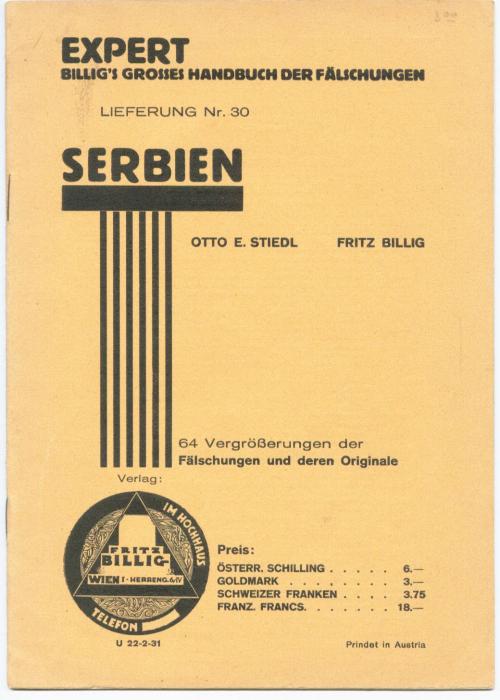 EXPERT
BILLIG'S GROSSES HANDBUCH DER FÄLSCHUNGEN
LIEFERUNG Nr. 30
SERBIEN
OTTO E. STIEDL FRITZ BILLIG
64 Vergrößerungen der
Fälschungen und deren Originale
Verlag:
IM HOCHHAUS
FRITZ
BILLIG
WIEN I · HERRENG. 6/IV
TELEFON
U 22-2-31
Preis:
ÖSTERR. SCHILLING . . . . . 6.—
GOLDMARK . . . . . . . . 3.—
SCHWEIZER FRANKEN . . . . 3.75
FRANZ. FRANCS. . . . . . . 18.—
Prindet in Austria